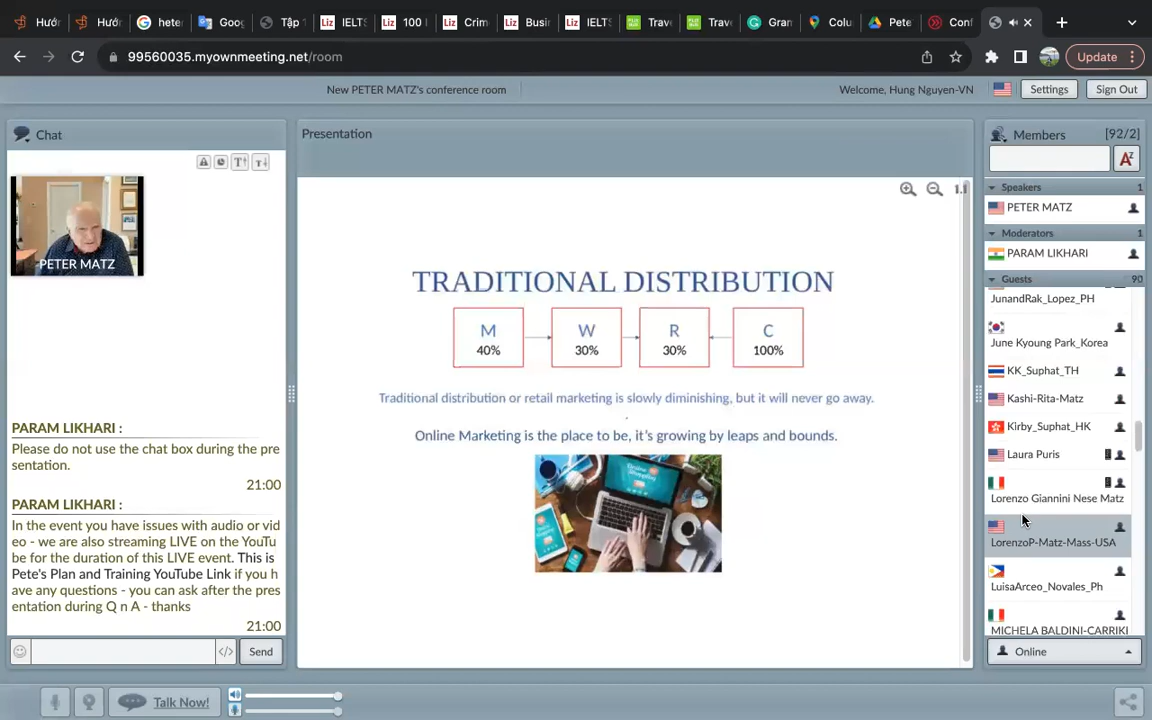 Hướ
Hướ
heter
Goog
Tập
IELTS
100
Crim
Busi
IELTS
Trave
Trave
Gran
Colu
Pete
Conf
99560035.myownmeeting.net/room
Update
New PETER MATZ's conference room
Welcome, Hung Nguyen-VN
Settings
Sign Out
Chat
PETER MATZ
PARAM LIKHARI :
Please do not use the chat box during the pre
sentation.
21:00
PARAM LIKHARI :
In the event you have issues with audio or vid
eo - we are also streaming LIVE on the YouTu
be for the duration of this LIVE event. This is
Pete's Plan and Training YouTube Link if you h
ave any questions - you can ask after the pres
entation during Q n A - thanks
21:00
Send
Talk Now!
Presentation
1.1
TRADITIONAL DISTRIBUTION
M
40%
W
30%
R
30%
C
100%
Traditional distribution or retail marketing is slowly diminishing, but it will never go away.
.
Online Marketing is the place to be, it's growing by leaps and bounds.
Members
[92/2]
Speakers 1
PETER MATZ
Moderators 1
PARAM LIKHARI
Guests 90
JunandRak_Lopez_PH
June Kyoung Park_Korea
KK_Suphat_TH
Kashi-Rita-Matz
Kirby_Suphat_HK
Laura Puris
Lorenzo Giannini Nese Matz
LorenzoP-Matz-Mass-USA
LuisaArceo_Novales_Ph
MICHELA BALDINI-CARRIKI
Online